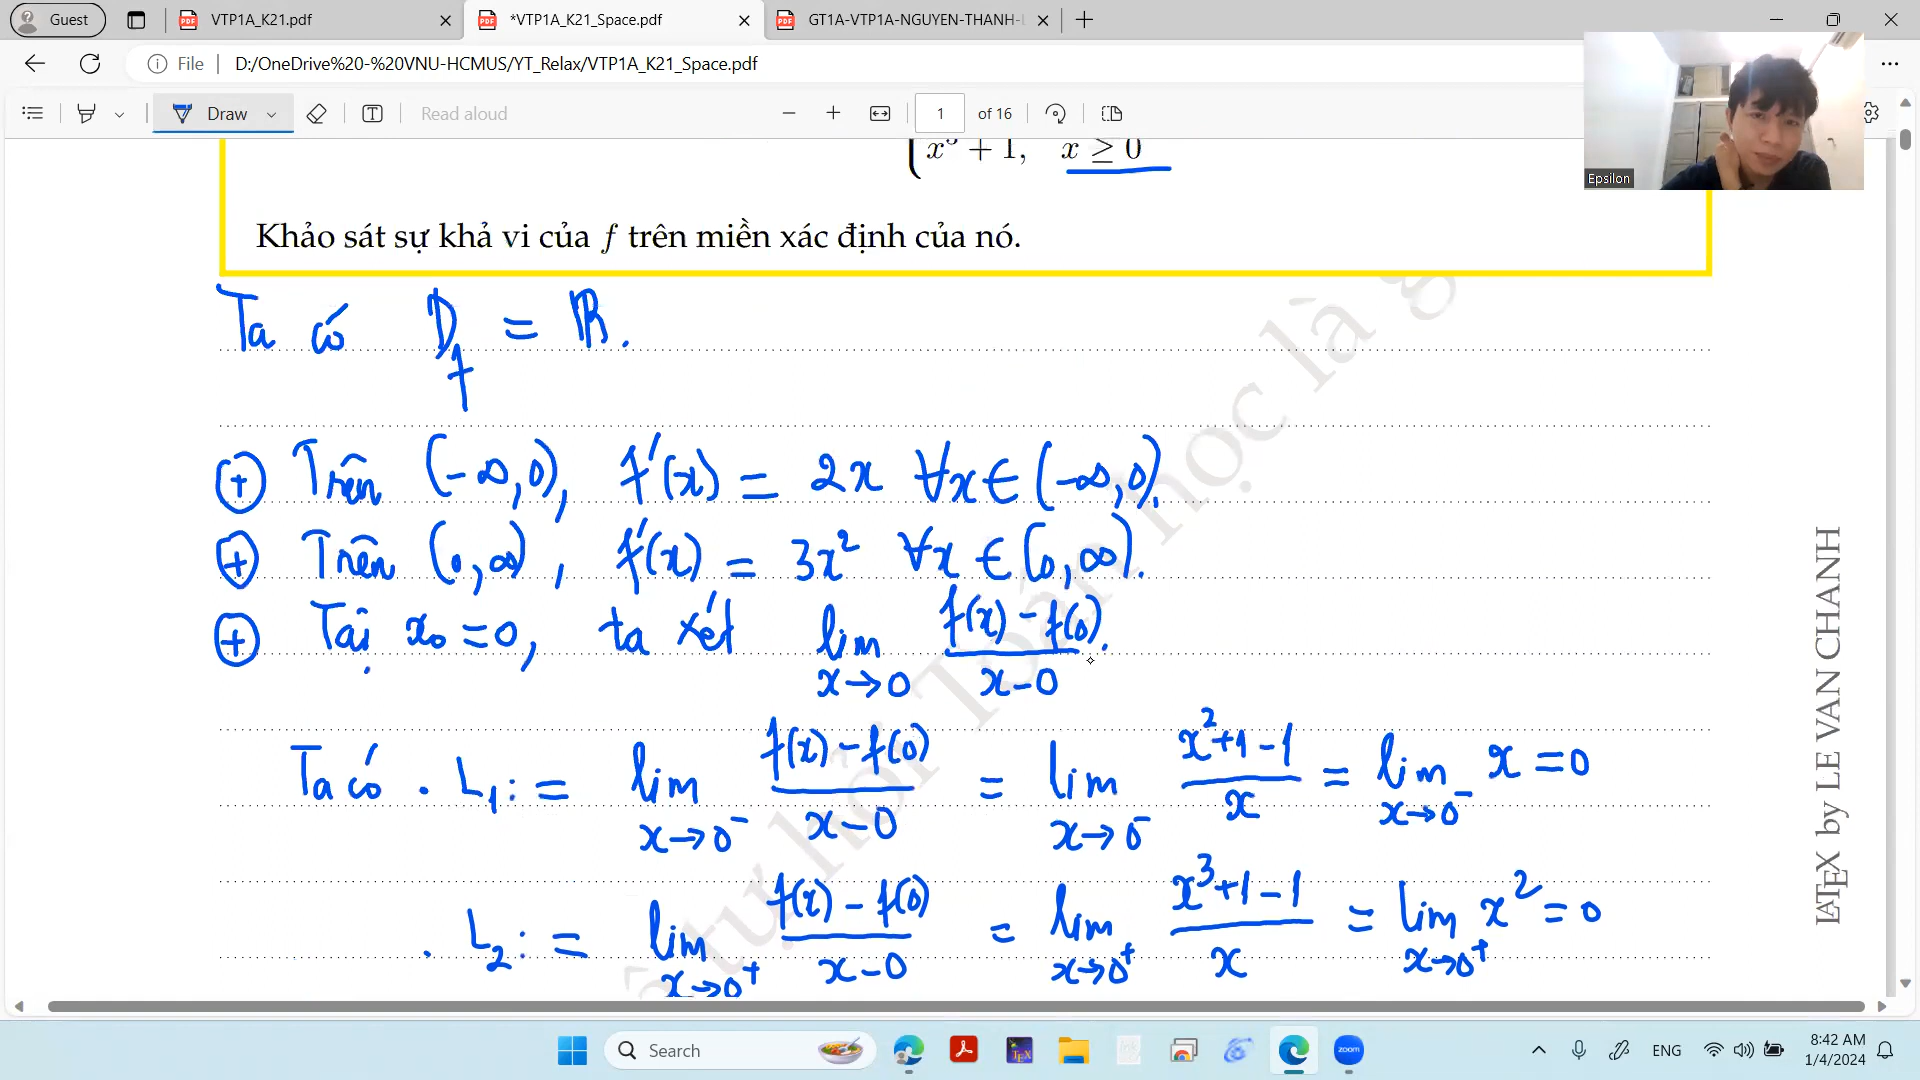 Guest
VTP1A_K21.pdf
*VTP1A_K21_Space.pdf
GT1A-VTP1A-NGUYEN-THANH-
File
D:/OneDrive%20-%20VNU-HCMUS/YT_Relax/VTP1A_K21_Space.pdf
Draw
Read aloud
1 of 16
Epsilon
x³ + 1, x ≥ 0
Khảo sát sự khả vi của f trên miền xác định của nó.
Ta có D_f = ℝ.
⊕ Trên (-∞,0), f'(x) = 2x ∀x ∈ (-∞,0).
⊕ Trên (0,∞), f'(x) = 3x² ∀x ∈ (0,∞).
⊕ Tại x₀ = 0, ta xét lim_{x→0} (f(x) - f(0))/(x-0).
Ta có . L₁ := lim_{x→0⁻} (f(x) - f(0))/(x-0) = lim_{x→0⁻} (x²+1-1)/x = lim_{x→0⁻} x = 0
. L₂ := lim_{x→0⁺} (f(x) - f(0))/(x-0) = lim_{x→0⁺} (x³+1-1)/x = lim_{x→0⁺} x² = 0
LATEX by LE VAN CHANH
Search
TEX
zoom
ENG
8:42 AM
1/4/2024